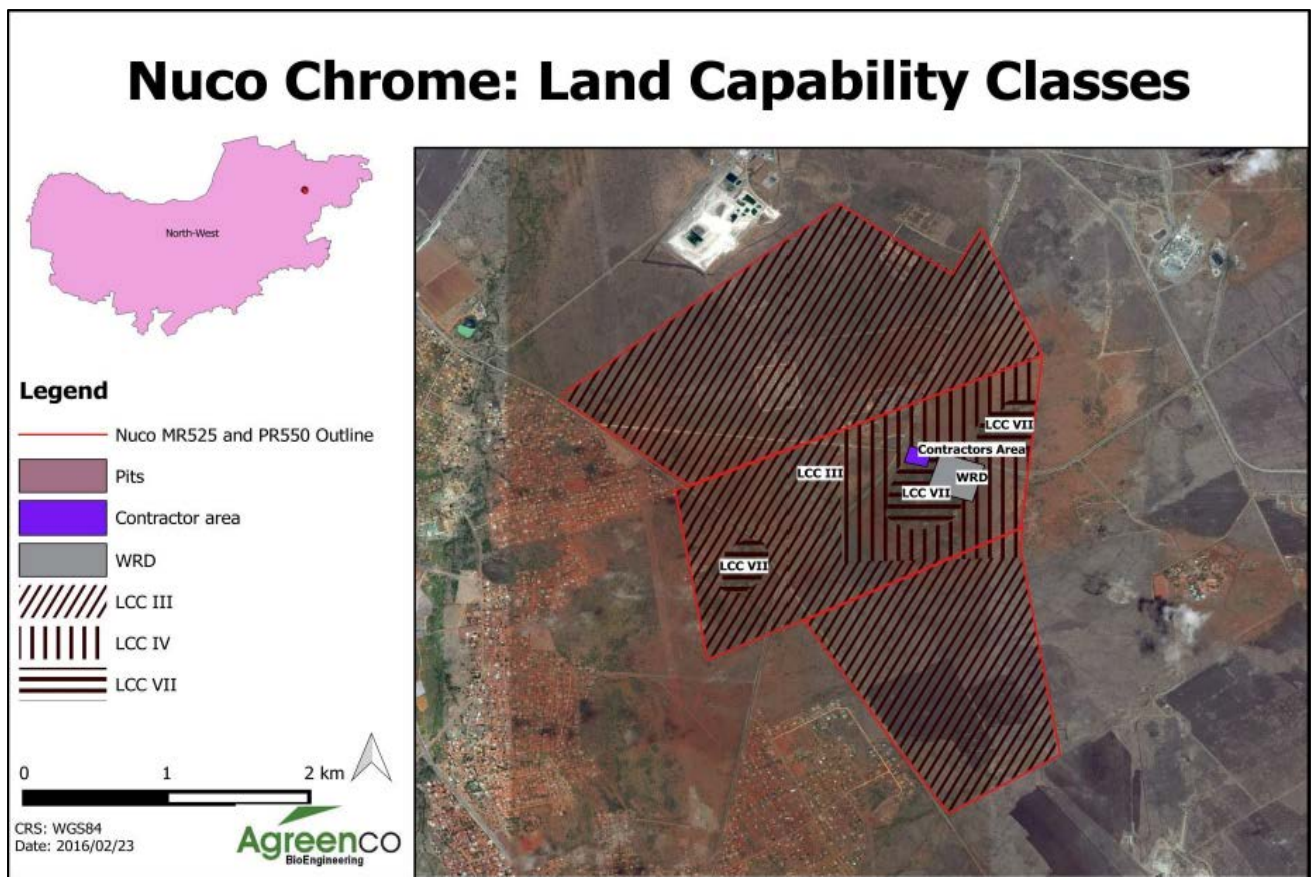 Nuco Chrome: Land Capability Classes
North-West
Legend
Nuco MR525 and PR550 Outline
Pits
Contractor area
WRD
LCC III
LCC IV
LCC VII
0 1 2 km
CRS: WGS84
Date: 2016/02/23
Agreenco
BioEngineering
LCC VII
Contractors Area
LCC III
WRD
LCC VII
LCC VII